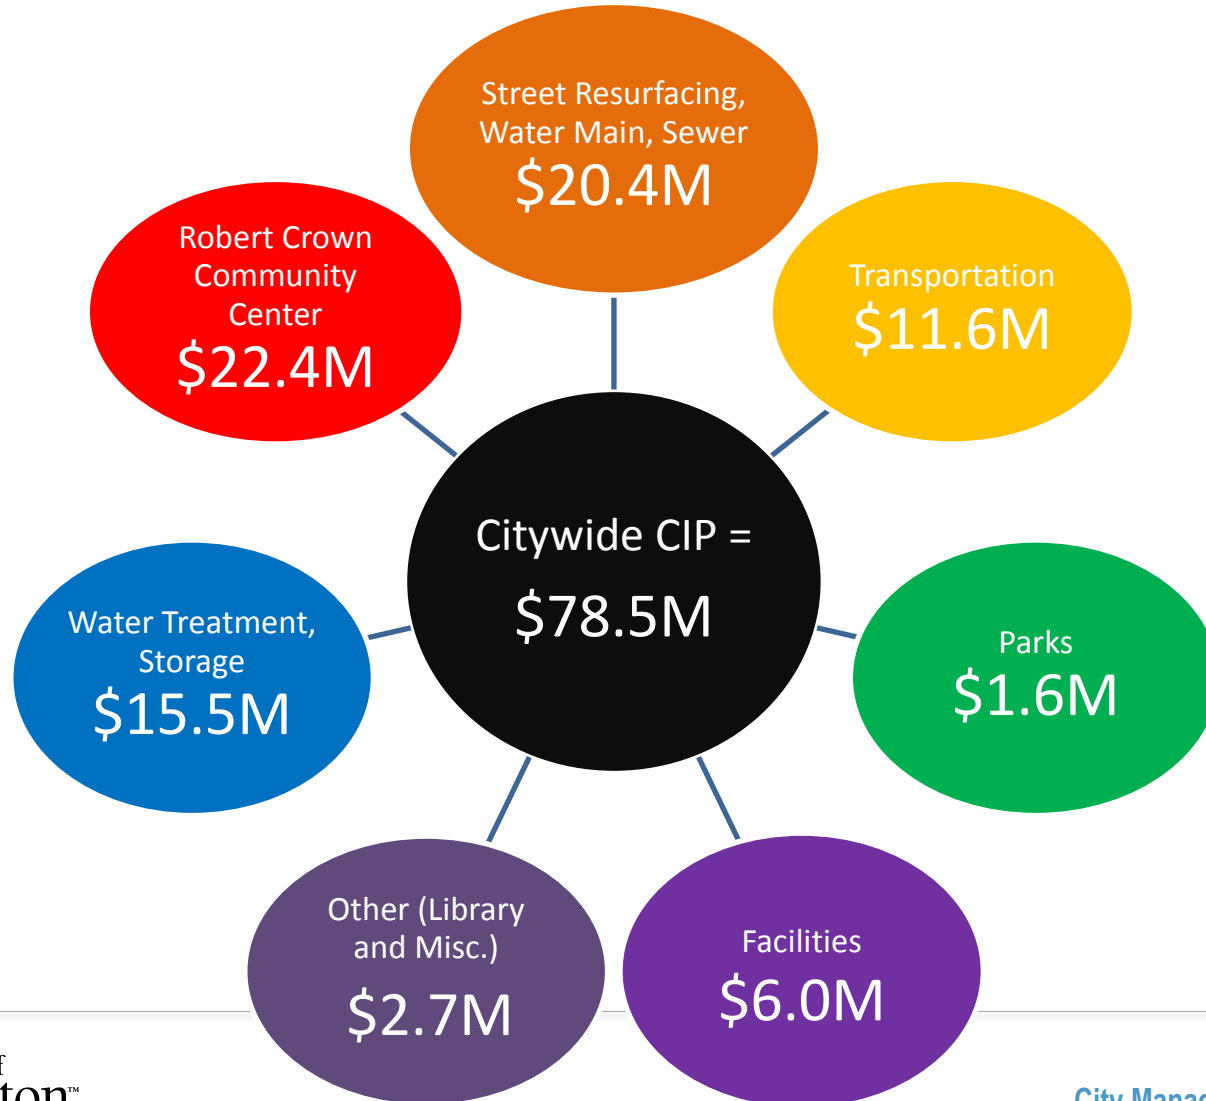 Street Resurfacing,
Water Main, Sewer
$20.4M
Robert Crown
Community
Center
$22.4M
Transportation
$11.6M
Citywide CIP =
$78.5M
Water Treatment,
Storage
$15.5M
Parks
$1.6M
Other (Library
and Misc.)
$2.7M
Facilities
$6.0M
City